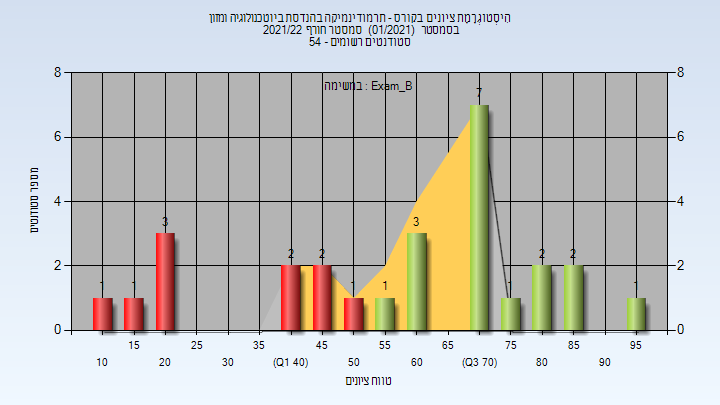 היסטוגרמת ציונים בקורס - תרמודינמיקה בהנדסת ביוטכנולוגיה ומזון
בסמסטר (01/2021) סמסטר חורף 2021/22
סטודנטים רשומים - 54
במשימה : Exam_B
מספר סטודנטים
8 6 4 2 0
8 6 4 2 0
1 1 3 2 2 1 1 3 7 1 2 2 1
15 25 35 45 55 65 75 85 95
10 20 30 (Q1 40) 50 60 (Q3 70) 80 90
טווח ציונים